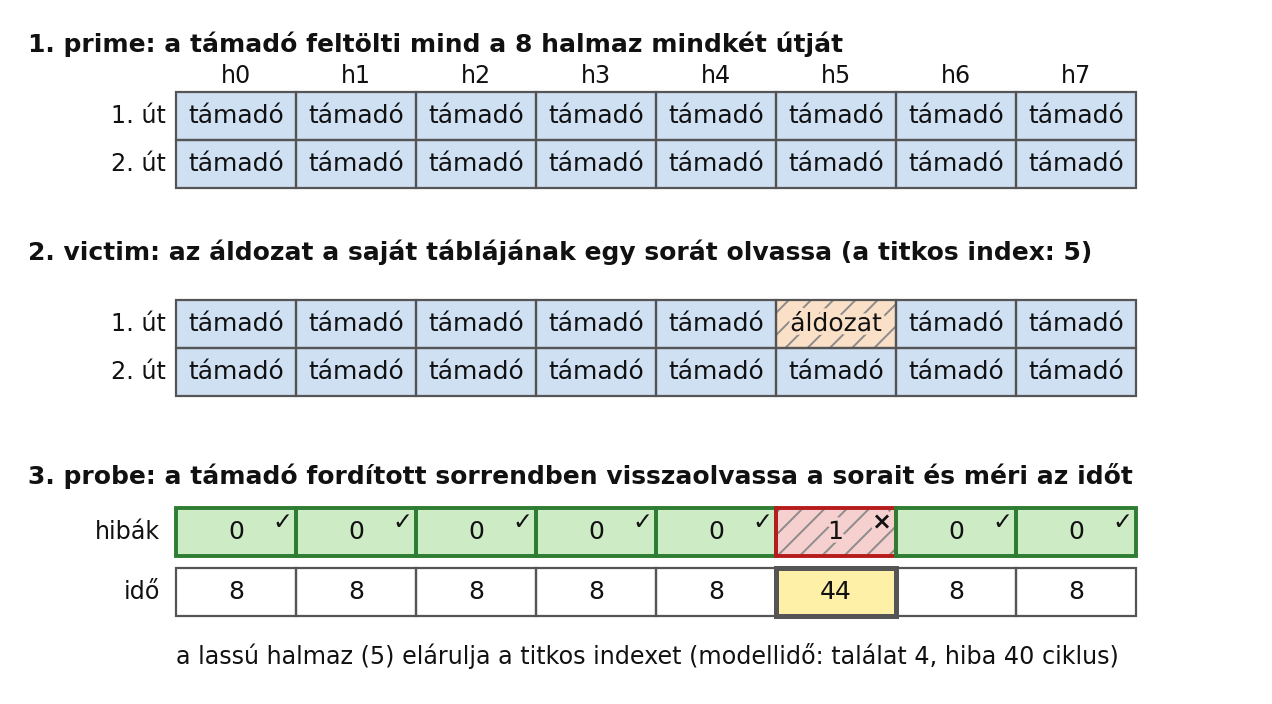 1. prime: a támadó feltölti mind a 8 halmaz mindkét útját
h0 h1 h2 h3 h4 h5 h6 h7
1. út támadó támadó támadó támadó támadó támadó támadó támadó
2. út támadó támadó támadó támadó támadó támadó támadó támadó
2. victim: az áldozat a saját táblájának egy sorát olvassa (a titkos index: 5)
1. út támadó támadó támadó támadó támadó áldozat támadó támadó
2. út támadó támadó támadó támadó támadó támadó támadó támadó
3. probe: a támadó fordított sorrendben visszaolvassa a sorait és méri az időt
hibák 0 ✓ 0 ✓ 0 ✓ 0 ✓ 0 ✓ 1 × 0 ✓ 0 ✓
idő 8 8 8 8 8 44 8 8
a lassú halmaz (5) elárulja a titkos indexet (modellidő: találat 4, hiba 40 ciklus)